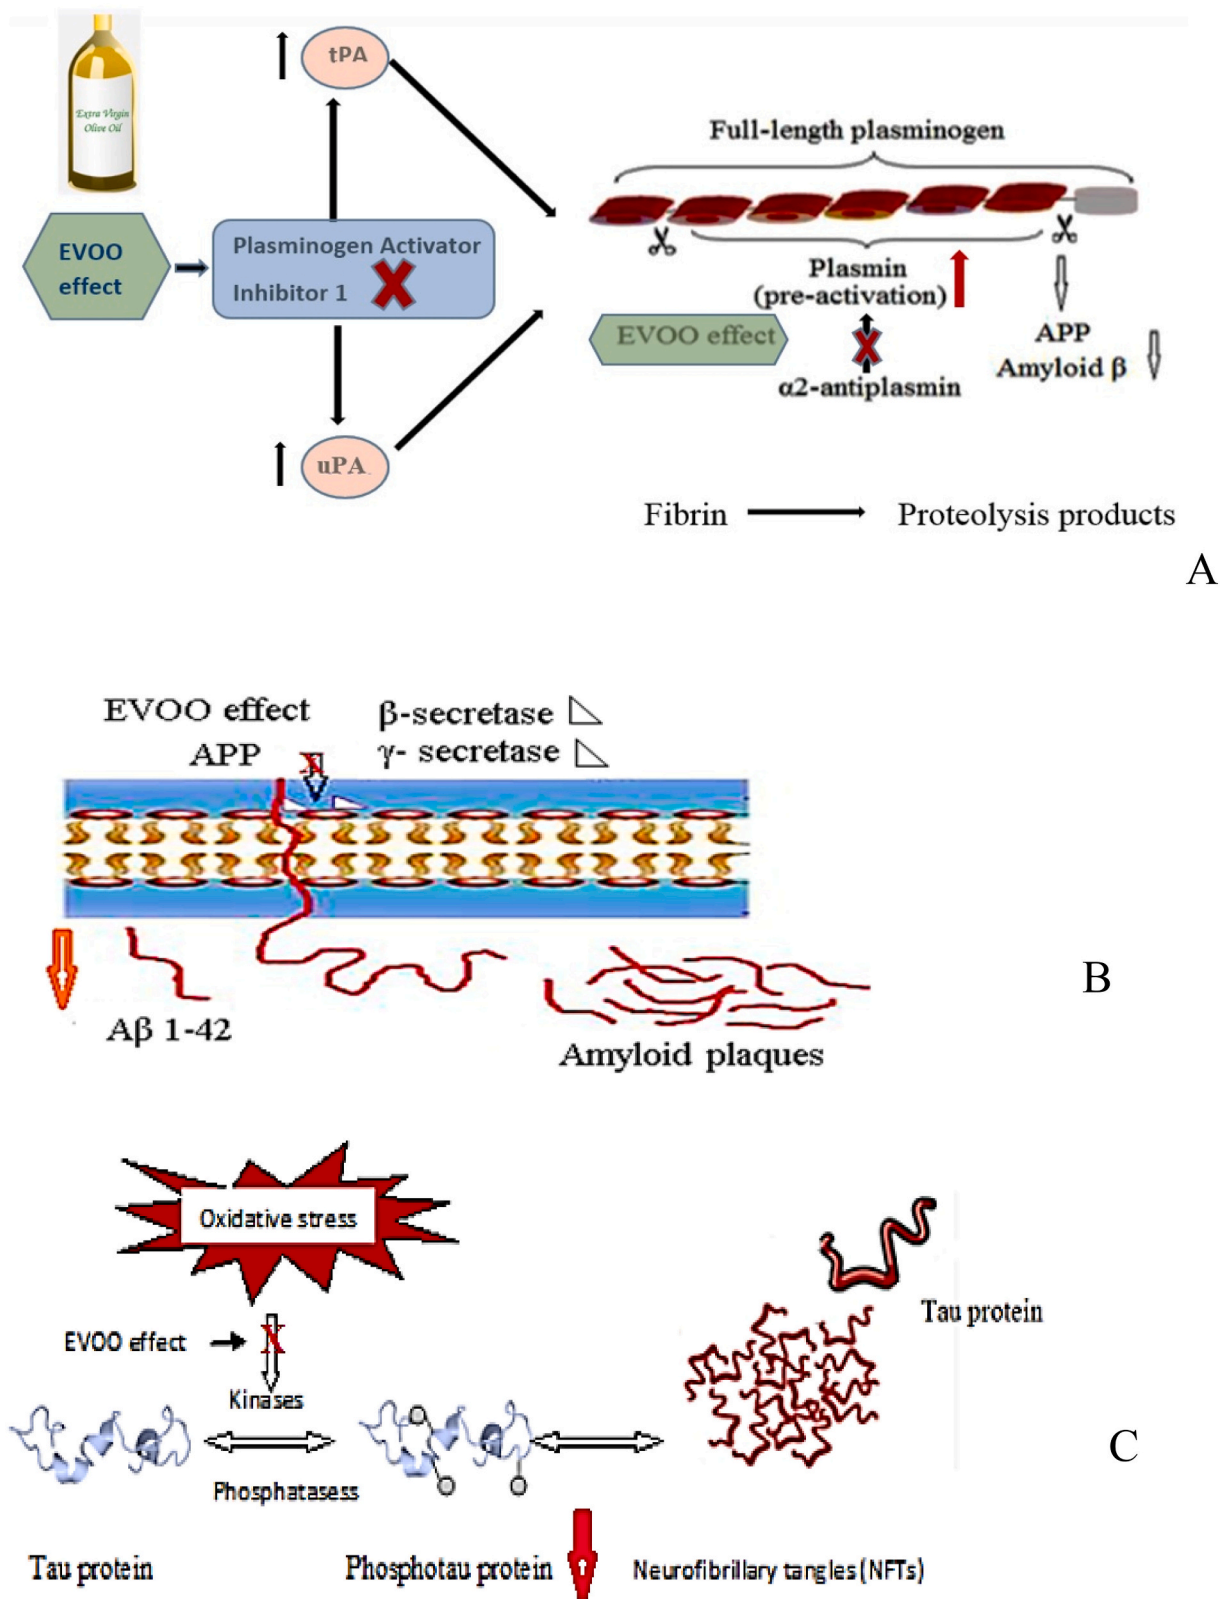 Extra Virgin
Olive Oil
tPA
Full-length plasminogen
EVOO
effect
Plasminogen Activator
Inhibitor 1
X
Plasmin
(pre-activation)
EVOO effect
X
α2-antiplasmin
APP
Amyloid β
uPA.
Fibrin
Proteolysis products
A
EVOO effect
APP
β-secretase
γ- secretase
X
Aβ 1-42
Amyloid plaques
B
Oxidative stress
EVOO effect
X
Kinases
Phosphatasess
Tau protein
Tau protein
Phosphotau protein
Neurofibrillary tangles (NFTs)
C